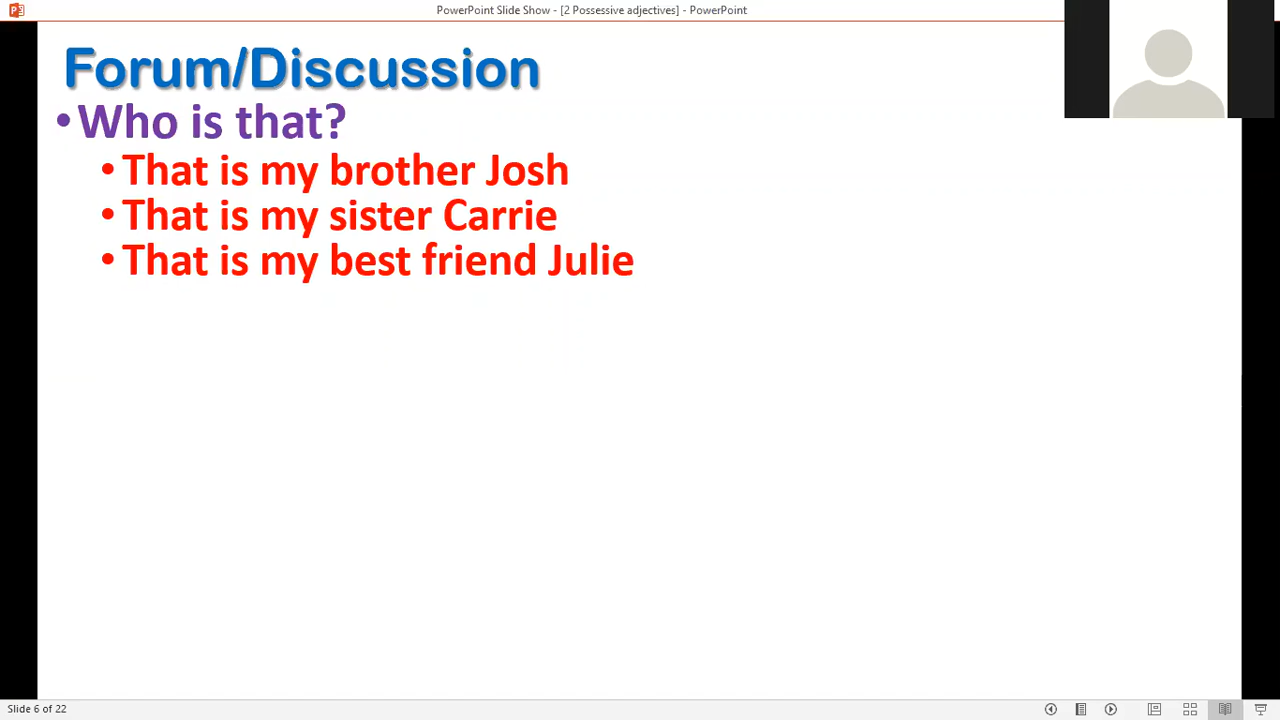 PowerPoint Slide Show - [2 Possessive adjectives] - PowerPoint
Forum/Discussion
•Who is that?
•That is my brother Josh
•That is my sister Carrie
•That is my best friend Julie
Slide 6 of 22